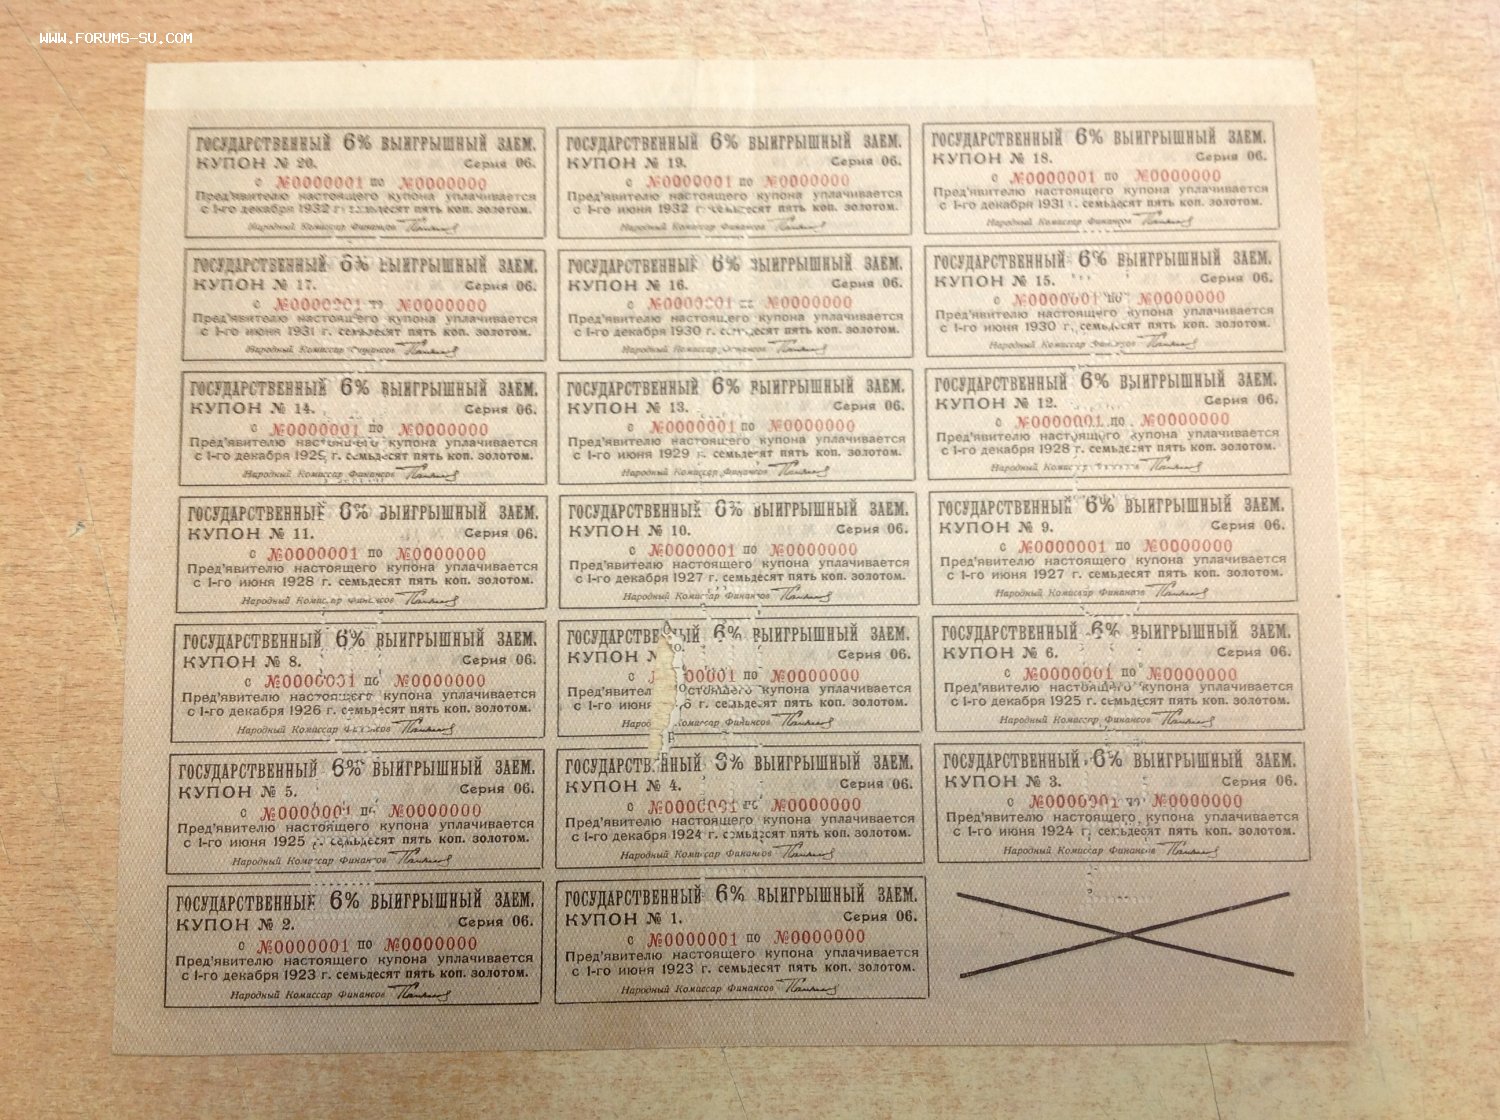 WWW.FORUMS-SU.COM
ГОСУДАРСТВЕННЫЙ 6% ВЫИГРЫШНЫЙ ЗАЕМ.
КУПОН № 20. Серия 06.
с №0000001 по №0000000
Пред'явителю настоящего купона уплачивается
с 1-го декабря 1932 г. семьдесят пять коп. золотом.
Народный Комиссар Финансов
ГОСУДАРСТВЕННЫЙ 6% ВЫИГРЫШНЫЙ ЗАЕМ.
КУПОН № 19. Серия 06.
с №0000001 по №0000000
Пред'явителю настоящего купона уплачивается
с 1-го июня 1932 г. семьдесят пять коп. золотом.
Народный Комиссар Финансов
ГОСУДАРСТВЕННЫЙ 6% ВЫИГРЫШНЫЙ ЗАЕМ.
КУПОН № 18. Серия 06.
с №0000001 по №0000000
Пред'явителю настоящего купона уплачивается
с 1-го декабря 1931 г. семьдесят пять коп. золотом.
Народный Комиссар Финансов
ГОСУДАРСТВЕННЫЙ 6% ВЫИГРЫШНЫЙ ЗАЕМ.
КУПОН № 17. Серия 06.
с №0000001 по №0000000
Пред'явителю настоящего купона уплачивается
с 1-го июня 1931 г. семьдесят пять коп. золотом.
Народный Комиссар Финансов
ГОСУДАРСТВЕННЫЙ 6% ВЫИГРЫШНЫЙ ЗАЕМ.
КУПОН № 16. Серия 06.
с №0000001 по №0000000
Пред'явителю настоящего купона уплачивается
с 1-го декабря 1930 г. семьдесят пять коп. золотом.
Народный Комиссар Финансов
ГОСУДАРСТВЕННЫЙ 6% ВЫИГРЫШНЫЙ ЗАЕМ.
КУПОН № 15. Серия 06.
с №0000001 по №0000000
Пред'явителю настоящего купона уплачивается
с 1-го июня 1930 г. семьдесят пять коп. золотом.
Народный Комиссар Финансов
ГОСУДАРСТВЕННЫЙ 6% ВЫИГРЫШНЫЙ ЗАЕМ.
КУПОН № 14. Серия 06.
с №0000001 по №0000000
Пред'явителю настоящего купона уплачивается
с 1-го декабря 1929 г. семьдесят пять коп. золотом.
Народный Комиссар Финансов
ГОСУДАРСТВЕННЫЙ 6% ВЫИГРЫШНЫЙ ЗАЕМ.
КУПОН № 13. Серия 06.
с №0000001 по №0000000
Пред'явителю настоящего купона уплачивается
с 1-го июня 1929 г. семьдесят пять коп. золотом.
Народный Комиссар Финансов
ГОСУДАРСТВЕННЫЙ 6% ВЫИГРЫШНЫЙ ЗАЕМ.
КУПОН № 12. Серия 06.
с №0000001 по №0000000
Пред'явителю настоящего купона уплачивается
с 1-го декабря 1928 г. семьдесят пять коп. золотом.
Народный Комиссар Финансов
ГОСУДАРСТВЕННЫЙ 6% ВЫИГРЫШНЫЙ ЗАЕМ.
КУПОН № 11. Серия 06.
с №0000001 по №0000000
Пред'явителю настоящего купона уплачивается
с 1-го июня 1928 г. семьдесят пять коп. золотом.
Народный Комиссар Финансов
ГОСУДАРСТВЕННЫЙ 6% ВЫИГРЫШНЫЙ ЗАЕМ.
КУПОН № 10. Серия 06.
с №0000001 по №0000000
Пред'явителю настоящего купона уплачивается
с 1-го декабря 1927 г. семьдесят пять коп. золотом.
Народный Комиссар Финансов
ГОСУДАРСТВЕННЫЙ 6% ВЫИГРЫШНЫЙ ЗАЕМ.
КУПОН № 9. Серия 06.
с №0000001 по №0000000
Пред'явителю настоящего купона уплачивается
с 1-го июня 1927 г. семьдесят пять коп. золотом.
Народный Комиссар Финансов
ГОСУДАРСТВЕННЫЙ 6% ВЫИГРЫШНЫЙ ЗАЕМ.
КУПОН № 8. Серия 06.
с №0000001 по №0000000
Пред'явителю настоящего купона уплачивается
с 1-го декабря 1926 г. семьдесят пять коп. золотом.
Народный Комиссар Финансов
6% ВЫИГРЫШНЫЙ ЗАЕМ.
КУПОН Серия 06.
с по №0000000
настоящего купона уплачивается
с 1-го июня г. семьдесят пять коп. золотом.
Комиссар Финансов
ГОСУДАРСТВЕННЫЙ 6% ВЫИГРЫШНЫЙ ЗАЕМ.
КУПОН № 6. Серия 06.
с №0000001 по №0000000
Пред'явителю настоящего купона уплачивается
с 1-го декабря 1925 г. семьдесят пять коп. золотом.
Народный Комиссар Финансов
ГОСУДАРСТВЕННЫЙ 6% ВЫИГРЫШНЫЙ ЗАЕМ.
КУПОН № 5. Серия 06.
с №0000001 по №0000000
Пред'явителю настоящего купона уплачивается
с 1-го июня 1925 г. семьдесят пять коп. золотом.
Народный Комиссар Финансов
ГОСУДАРСТВЕННЫЙ 6% ВЫИГРЫШНЫЙ ЗАЕМ.
КУПОН № 4. Серия 06.
с №0000001 по №0000000
Пред'явителю настоящего купона уплачивается
с 1-го декабря 1924 г. семьдесят пять коп. золотом.
Народный Комиссар Финансов
ГОСУДАРСТВЕННЫЙ 6% ВЫИГРЫШНЫЙ ЗАЕМ.
КУПОН № 3. Серия 06.
с №0000001 по №0000000
Пред'явителю настоящего купона уплачивается
с 1-го июня 1924 г. семьдесят пять коп. золотом.
Народный Комиссар Финансов
ГОСУДАРСТВЕННЫЙ 6% ВЫИГРЫШНЫЙ ЗАЕМ.
КУПОН № 2. Серия 06.
с №0000001 по №0000000
Пред'явителю настоящего купона уплачивается
с 1-го декабря 1923 г. семьдесят пять коп. золотом.
Народный Комиссар Финансов
ГОСУДАРСТВЕННЫЙ 6% ВЫИГРЫШНЫЙ ЗАЕМ.
КУПОН № 1. Серия 06.
с №0000001 по №0000000
Пред'явителю настоящего купона уплачивается
с 1-го июня 1923 г. семьдесят пять коп. золотом.
Народный Комиссар Финансов